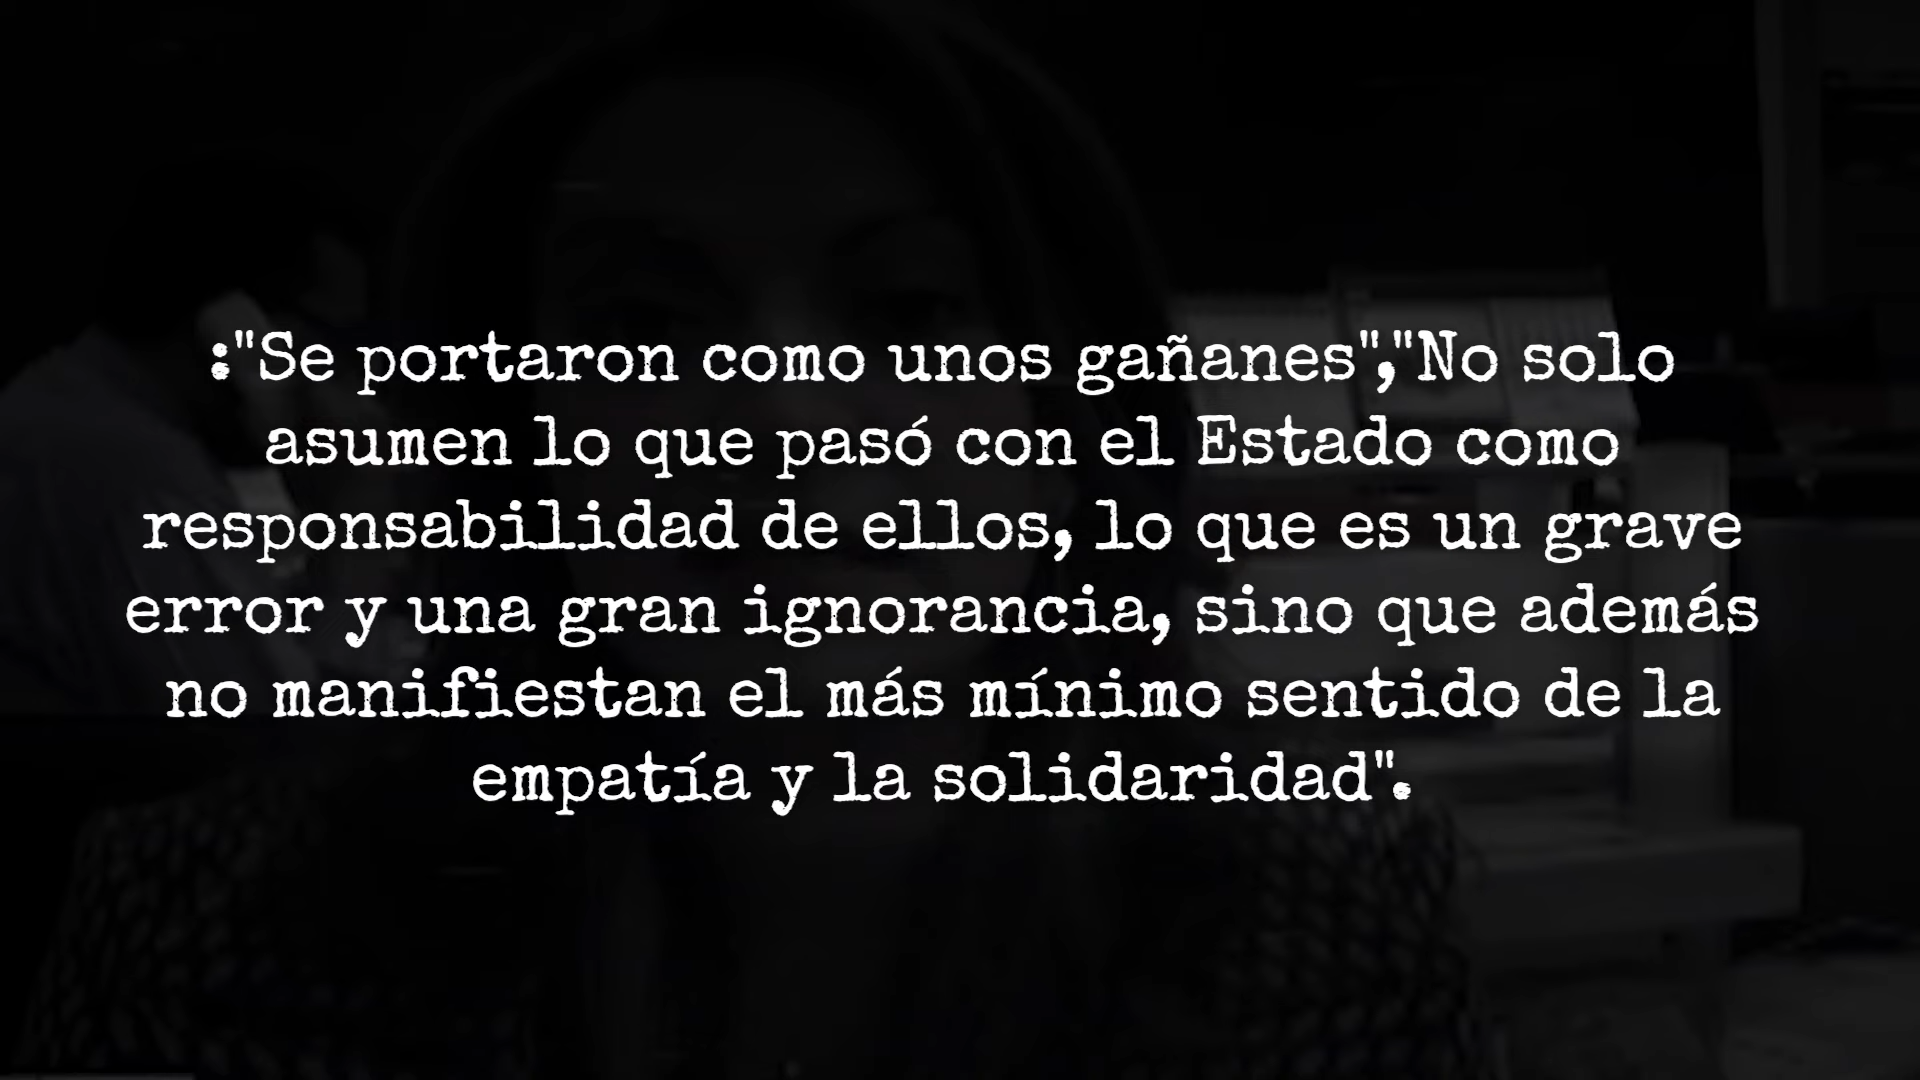 :"Se portaron como unos gañanes","No solo
asumen lo que pasó con el Estado como
responsabilidad de ellos, lo que es un grave
error y una gran ignorancia, sino que además
no manifiestan el más mínimo sentido de la
empatía y la solidaridad".